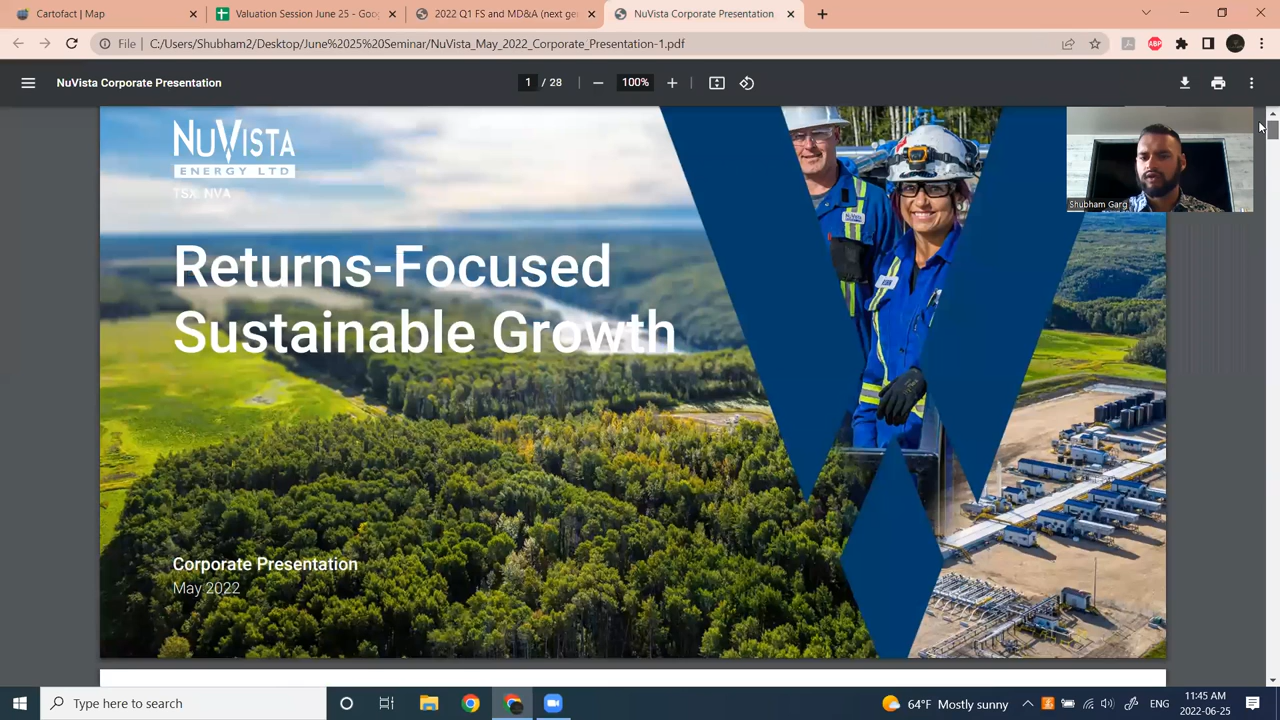 Cartofact | Map
Valuation Session June 25 - Goo
2022 Q1 FS and MD&A (next ge
NuVista Corporate Presentation
File
C:/Users/Shubham2/Desktop/June%2025%20Seminar/NuVista_May_2022_Corporate_Presentation-1.pdf
ABP
NuVista Corporate Presentation
1 / 28
100%
NUVISTA
ENERGY LTD
TSX NVA
Shubham Garg
Returns-Focused
Sustainable Growth
Corporate Presentation
May 2022
Type here to search
64°F Mostly sunny
ENG
11:45 AM
2022-06-25